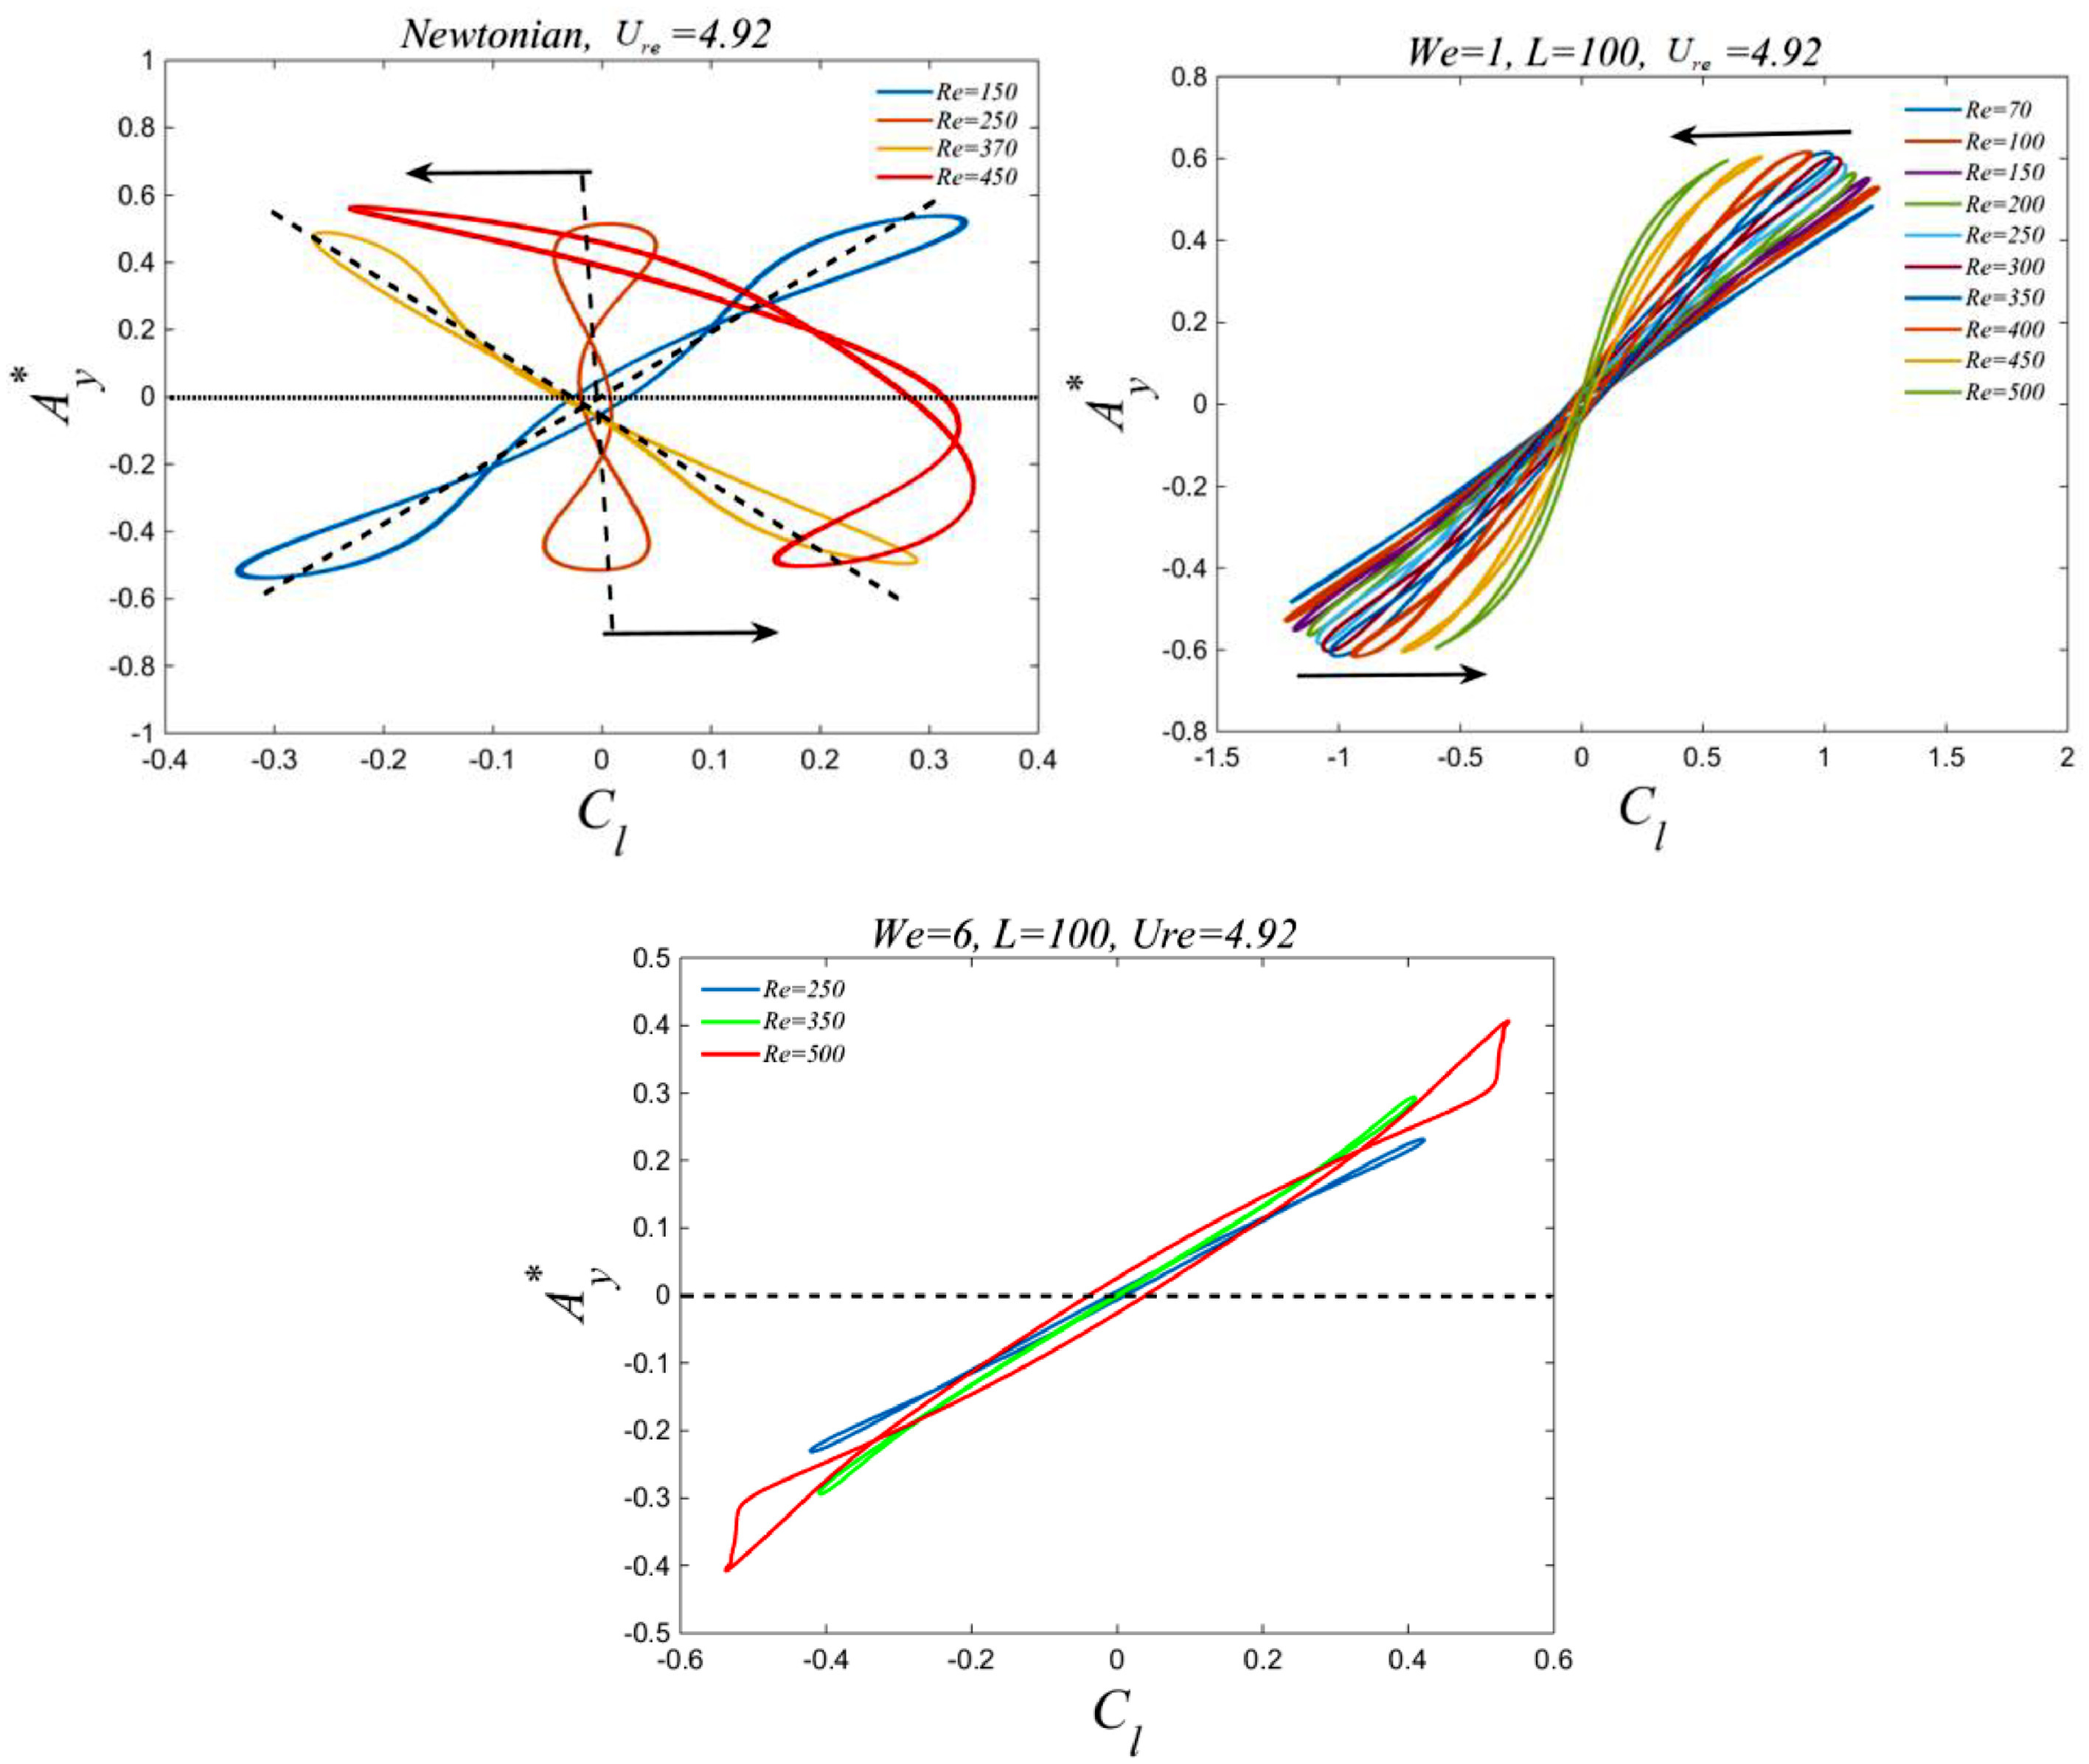 Newtonian, U_re =4.92
Re=150
Re=250
Re=370
Re=450
1
0.8
0.6
0.4
0.2
0
-0.2
-0.4
-0.6
-0.8
-1
-0.4 -0.3 -0.2 -0.1 0 0.1 0.2 0.3 0.4
A*_y
C_l
We=1, L=100, U_re =4.92
Re=70
Re=100
Re=150
Re=200
Re=250
Re=300
Re=350
Re=400
Re=450
Re=500
0.8
0.6
0.4
0.2
0
-0.2
-0.4
-0.6
-0.8
-1.5 -1 -0.5 0 0.5 1 1.5 2
A*_y
C_l
We=6, L=100, Ure=4.92
Re=250
Re=350
Re=500
0.5
0.4
0.3
0.2
0.1
0
-0.1
-0.2
-0.3
-0.4
-0.5
-0.6 -0.4 -0.2 0 0.2 0.4 0.6
A*_y
C_l